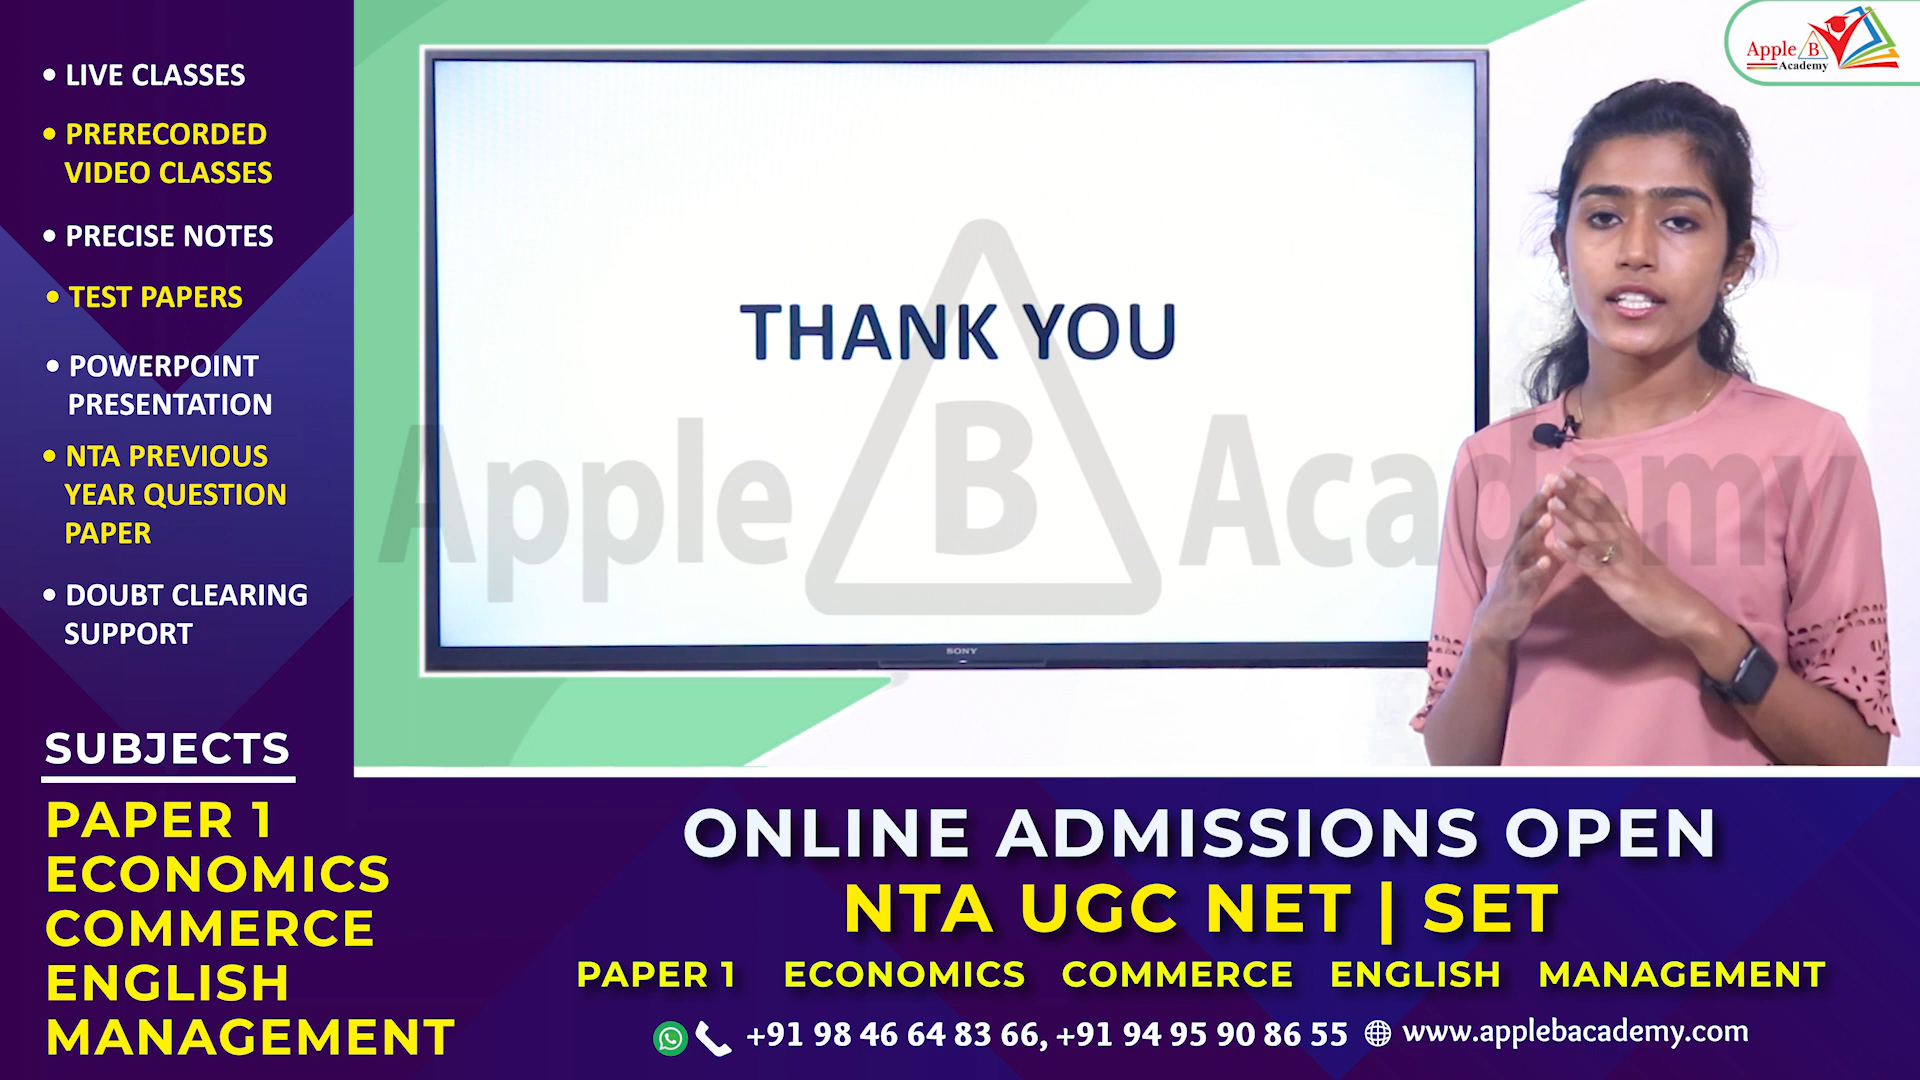 • LIVE CLASSES
• PRERECORDED
VIDEO CLASSES
• PRECISE NOTES
• TEST PAPERS
• POWERPOINT
PRESENTATION
• NTA PREVIOUS
YEAR QUESTION
PAPER
• DOUBT CLEARING
SUPPORT
SUBJECTS
PAPER 1
ECONOMICS
COMMERCE
ENGLISH
MANAGEMENT
Apple B
Academy
THANK YOU
Apple B Academy
SONY
ONLINE ADMISSIONS OPEN
NTA UGC NET | SET
PAPER 1 ECONOMICS COMMERCE ENGLISH MANAGEMENT
+91 98 46 64 83 66, +91 94 95 90 86 55 www.applebacademy.com